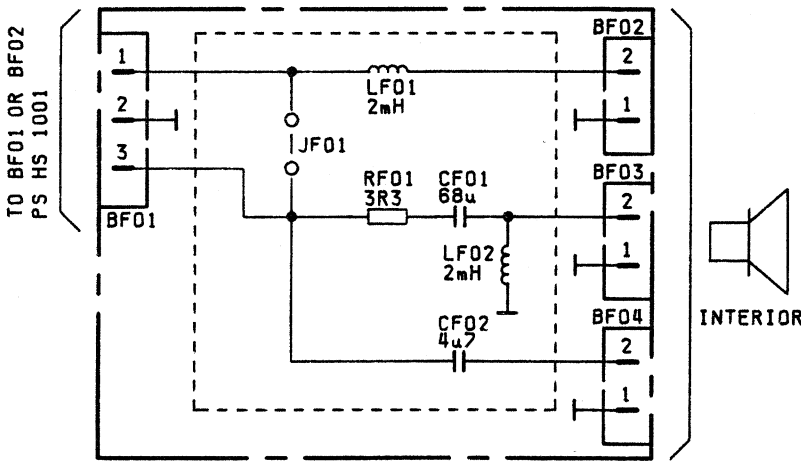 TO BF01 OR BF02
PS HS 1001
1
2
3
BF01
JF01
LF01
2mH
RF01
3R3
CF01
68u
LF02
2mH
CF02
4u7
BF02
2
1
BF03
2
1
BF04
2
1
INTERIOR